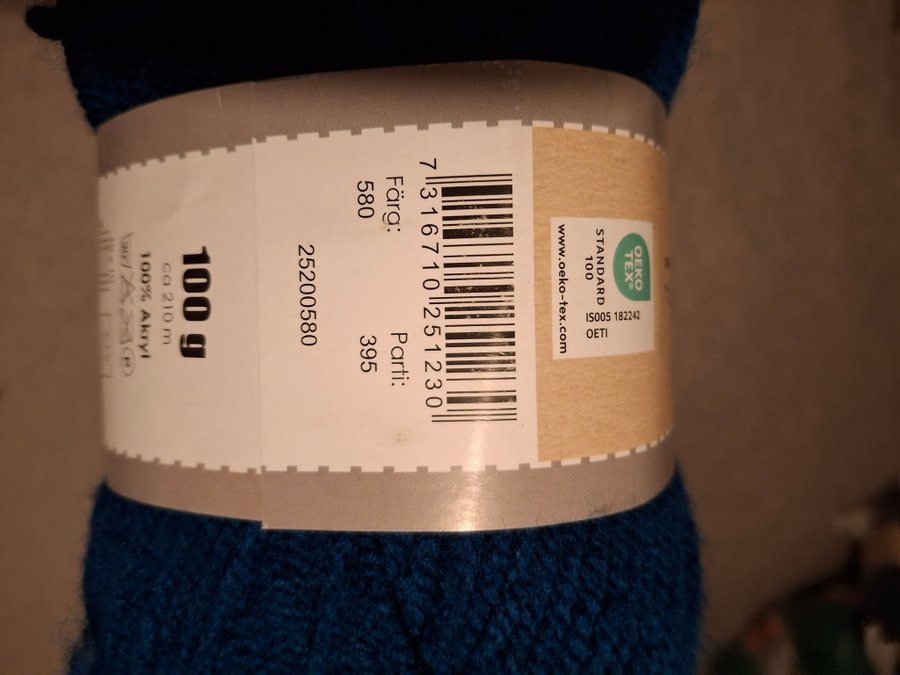 OEKO
TEX®
STANDARD
100
IS005 182242
OETI
www.oeko-tex.com
7 316710 251230
Färg: Parti:
580 395
25200580
100 g
ca 210 m
100% Akryl